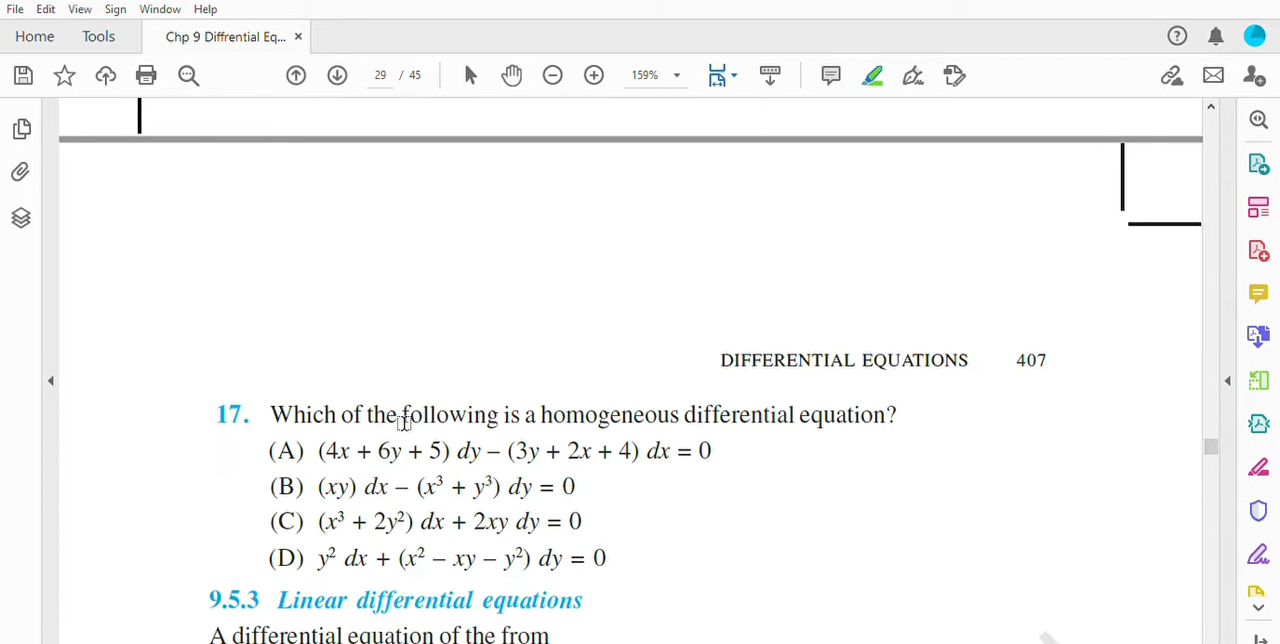 File Edit View Sign Window Help
Home Tools Chp 9 Diffrential Eq... ×
29 / 45 159%
DIFFERENTIAL EQUATIONS 407
17. Which of the following is a homogeneous differential equation?
(A) (4x + 6y + 5) dy – (3y + 2x + 4) dx = 0
(B) (xy) dx – (x³ + y³) dy = 0
(C) (x³ + 2y²) dx + 2xy dy = 0
(D) y² dx + (x² – xy – y²) dy = 0
9.5.3 Linear differential equations
A differential equation of the from